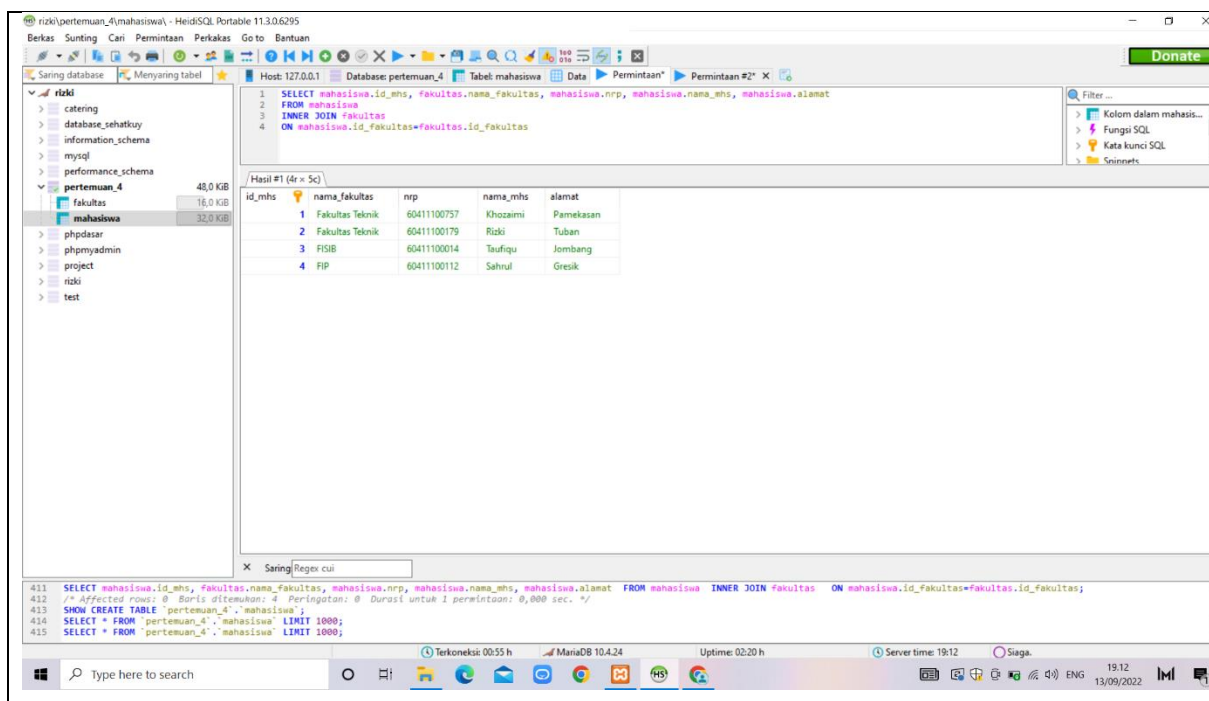 rizki\pertemuan_4\mahasiswa\ - HeidiSQL Portable 11.3.0.6295
Berkas Sunting Cari Permintaan Perkakas Go to Bantuan
Donate
Saring database Menyaring tabel Host: 127.0.0.1 Database: pertemuan_4 Tabel: mahasiswa Data Permintaan* Permintaan #2*
rizki
catering
database_sehatkuy
information_schema
mysql
performance_schema
pertemuan_4 48,0 KiB
fakultas 16,0 KiB
mahasiswa 32,0 KiB
phpdasar
phpmyadmin
project
rizki
test
1 SELECT mahasiswa.id_mhs, fakultas.nama_fakultas, mahasiswa.nrp, mahasiswa.nama_mhs, mahasiswa.alamat
2 FROM mahasiswa
3 INNER JOIN fakultas
4 ON mahasiswa.id_fakultas=fakultas.id_fakultas
Filter ...
Kolom dalam mahasis...
Fungsi SQL
Kata kunci SQL
Snippets
Hasil #1 (4r × 5c)
id_mhs nama_fakultas nrp nama_mhs alamat
1 Fakultas Teknik 60411100757 Khozaimi Pamekasan
2 Fakultas Teknik 60411100179 Rizki Tuban
3 FISIB 60411100014 Taufiqu Jombang
4 FIP 60411100112 Sahrul Gresik
Saring Regex cui
411 SELECT mahasiswa.id_mhs, fakultas.nama_fakultas, mahasiswa.nrp, mahasiswa.nama_mhs, mahasiswa.alamat FROM mahasiswa INNER JOIN fakultas ON mahasiswa.id_fakultas=fakultas.id_fakultas;
412 /* Affected rows: 0 Baris ditemukan: 4 Peringatan: 0 Durasi untuk 1 permintaan: 0,000 sec. */
413 SHOW CREATE TABLE `pertemuan_4`.`mahasiswa`;
414 SELECT * FROM `pertemuan_4`.`mahasiswa` LIMIT 1000;
415 SELECT * FROM `pertemuan_4`.`mahasiswa` LIMIT 1000;
Terkoneksi: 00:55 h MariaDB 10.4.24 Uptime: 02:20 h Server time: 19:12 Siaga.
Type here to search ENG 19.12
13/09/2022